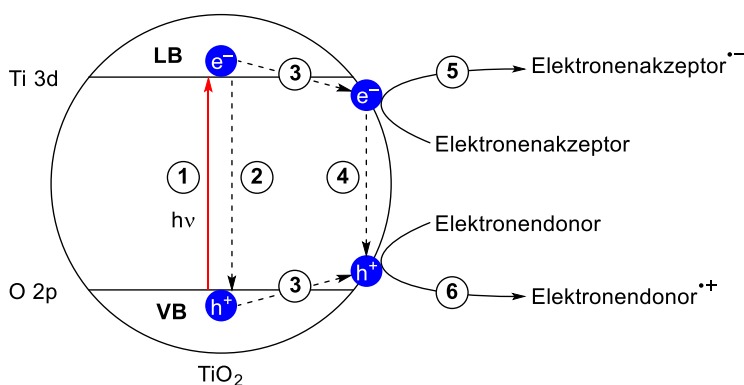 LB
e⁻
Ti 3d
3
5
Elektronenakzeptor•−
e⁻
Elektronenakzeptor
1
2
4
hν
Elektronendonor
h⁺
O 2p
3
h⁺
6
Elektronendonor•+
VB
TiO₂